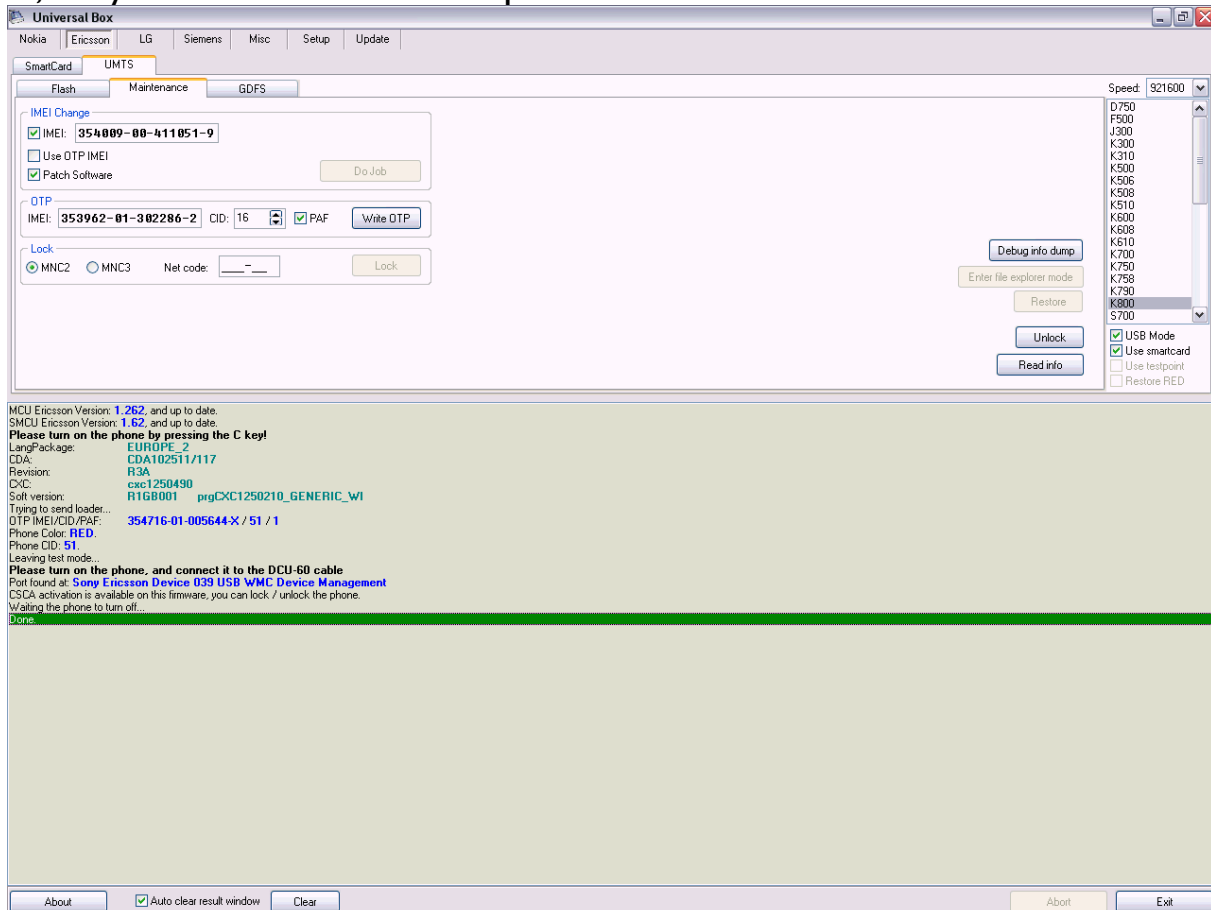 Universal Box
Nokia Ericsson LG Siemens Misc Setup Update
SmartCard UMTS
Flash Maintenance GDFS
Speed: 921600
IMEI Change
IMEI: 354009-00-411051-9
Use OTP IMEI
Patch Software
Do Job
OTP
IMEI: 353962-01-302286-2 CID: 16 PAF Write OTP
Lock
MNC2 MNC3 Net code: ___-__ Lock
Debug info dump
Enter file explorer mode
Restore
Unlock
Read info
D750
F500
J300
K300
K310
K500
K506
K508
K510
K600
K608
K610
K700
K750
K758
K790
K800
S700
USB Mode
Use smartcard
Use testpoint
Restore RED
MCU Ericsson Version: 1.262, and up to date.
SMCU Ericsson Version: 1.62, and up to date.
Please turn on the phone by pressing the C key!
LangPackage: EUROPE_2
CDA: CDA102511/117
Revision: R3A
CXC: cxc1250490
Soft version: R1GB001 prgCXC1250210_GENERIC_WI
Trying to send loader...
OTP IMEI/CID/PAF: 354716-01-005644-X / 51 / 1
Phone Color: RED.
Phone CID: 51.
Leaving test mode...
Please turn on the phone, and connect it to the DCU-60 cable
Port found at: Sony Ericsson Device 039 USB WMC Device Management
CSCA activation is available on this firmware, you can lock / unlock the phone.
Waiting the phone to turn off...
Done.
About Auto clear result window Clear Abort Exit